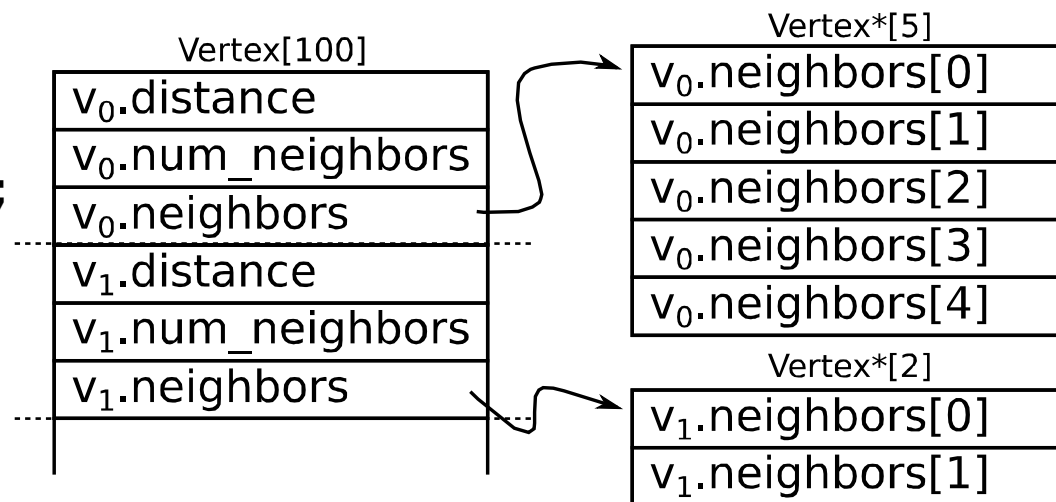 Vertex[100]
v₀.distance
v₀.num_neighbors
v₀.neighbors
v₁.distance
v₁.num_neighbors
v₁.neighbors
;
Vertex*[5]
v₀.neighbors[0]
v₀.neighbors[1]
v₀.neighbors[2]
v₀.neighbors[3]
v₀.neighbors[4]
Vertex*[2]
v₁.neighbors[0]
v₁.neighbors[1]